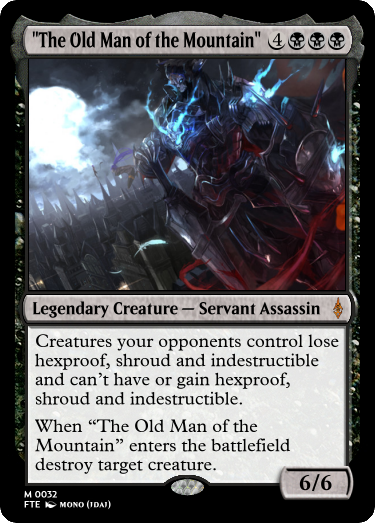 "The Old Man of the Mountain" 4
Legendary Creature — Servant Assassin
Creatures your opponents control lose
hexproof, shroud and indestructible
and can't have or gain hexproof,
shroud and indestructible.
When “The Old Man of the
Mountain” enters the battlefield
destroy target creature.
6/6
M 0032
FTE MONO (1DA1)